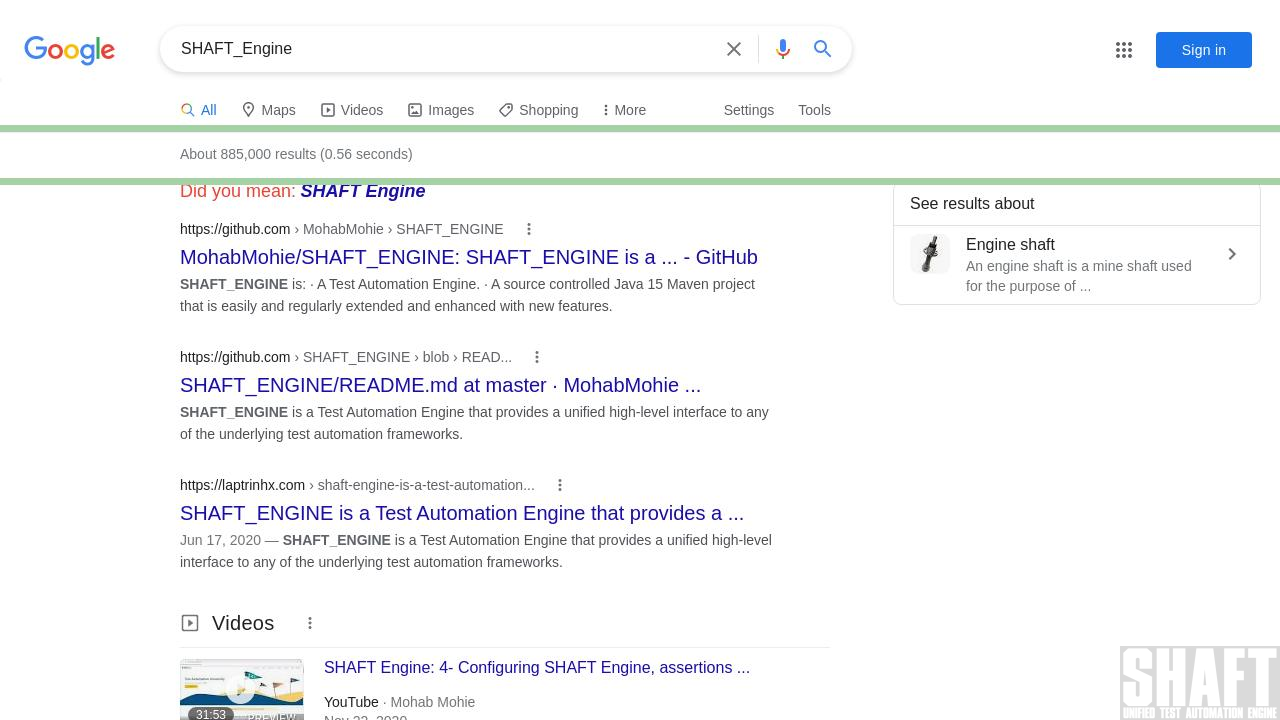 Google
SHAFT_Engine
Sign in
All
Maps
Videos
Images
Shopping
More
Settings
Tools
About 885,000 results (0.56 seconds)
Did you mean: SHAFT Engine
https://github.com › MohabMohie › SHAFT_ENGINE
MohabMohie/SHAFT_ENGINE: SHAFT_ENGINE is a ... - GitHub
SHAFT_ENGINE is: · A Test Automation Engine. · A source controlled Java 15 Maven project
that is easily and regularly extended and enhanced with new features.
https://github.com › SHAFT_ENGINE › blob › READ...
SHAFT_ENGINE/README.md at master · MohabMohie ...
SHAFT_ENGINE is a Test Automation Engine that provides a unified high-level interface to any
of the underlying test automation frameworks.
https://laptrinhx.com › shaft-engine-is-a-test-automation...
SHAFT_ENGINE is a Test Automation Engine that provides a ...
Jun 17, 2020 — SHAFT_ENGINE is a Test Automation Engine that provides a unified high-level
interface to any of the underlying test automation frameworks.
Videos
SHAFT Engine: 4- Configuring SHAFT Engine, assertions ...
YouTube · Mohab Mohie
Nov 22, 2020
31:53
PREVIEW
See results about
Engine shaft
An engine shaft is a mine shaft used
for the purpose of ...
SHAFT
UNIFIED TEST AUTOMATION ENGINE